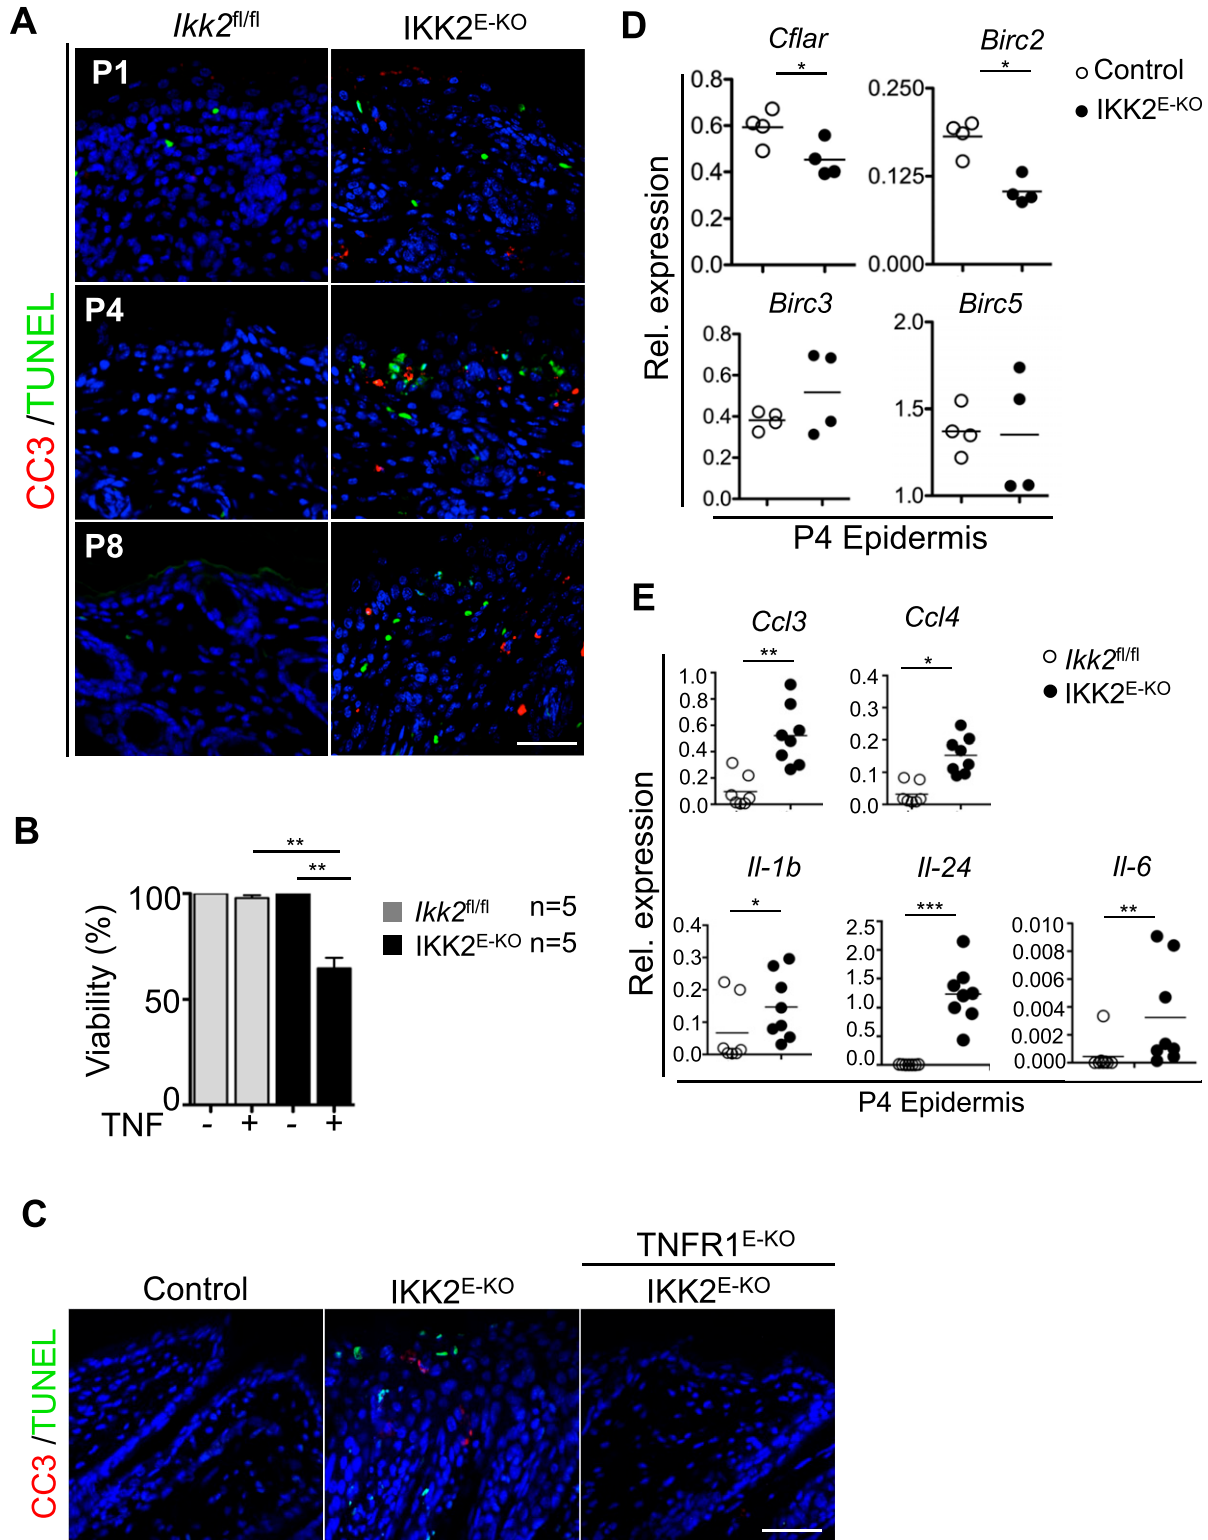 A
Ikk2fl/fl
IKK2E-KO
P1
P4
P8
CC3 /TUNEL
B
** 
**
Viability (%)
100
50
0
TNF - + - +
Ikk2fl/fl n=5
IKK2E-KO n=5
C
TNFR1E-KO
Control
IKK2E-KO
IKK2E-KO
CC3 /TUNEL
D
Control
IKK2E-KO
Rel. expression
Cflar
*
0.8
0.6
0.4
0.2
0.0
Birc2
*
0.250
0.125
0.000
Birc3
0.8
0.6
0.4
0.2
0.0
Birc5
2.0
1.5
1.0
P4 Epidermis
E
Ikk2fl/fl
IKK2E-KO
Rel. expression
Ccl3
**
1.0
0.8
0.6
0.4
0.2
0.0
Ccl4
*
0.4
0.3
0.2
0.1
0.0
Il-1b
*
0.4
0.3
0.2
0.1
0.0
Il-24
***
2.5
2.0
1.5
1.0
0.5
0.0
Il-6
**
0.010
0.008
0.006
0.004
0.002
0.000
P4 Epidermis